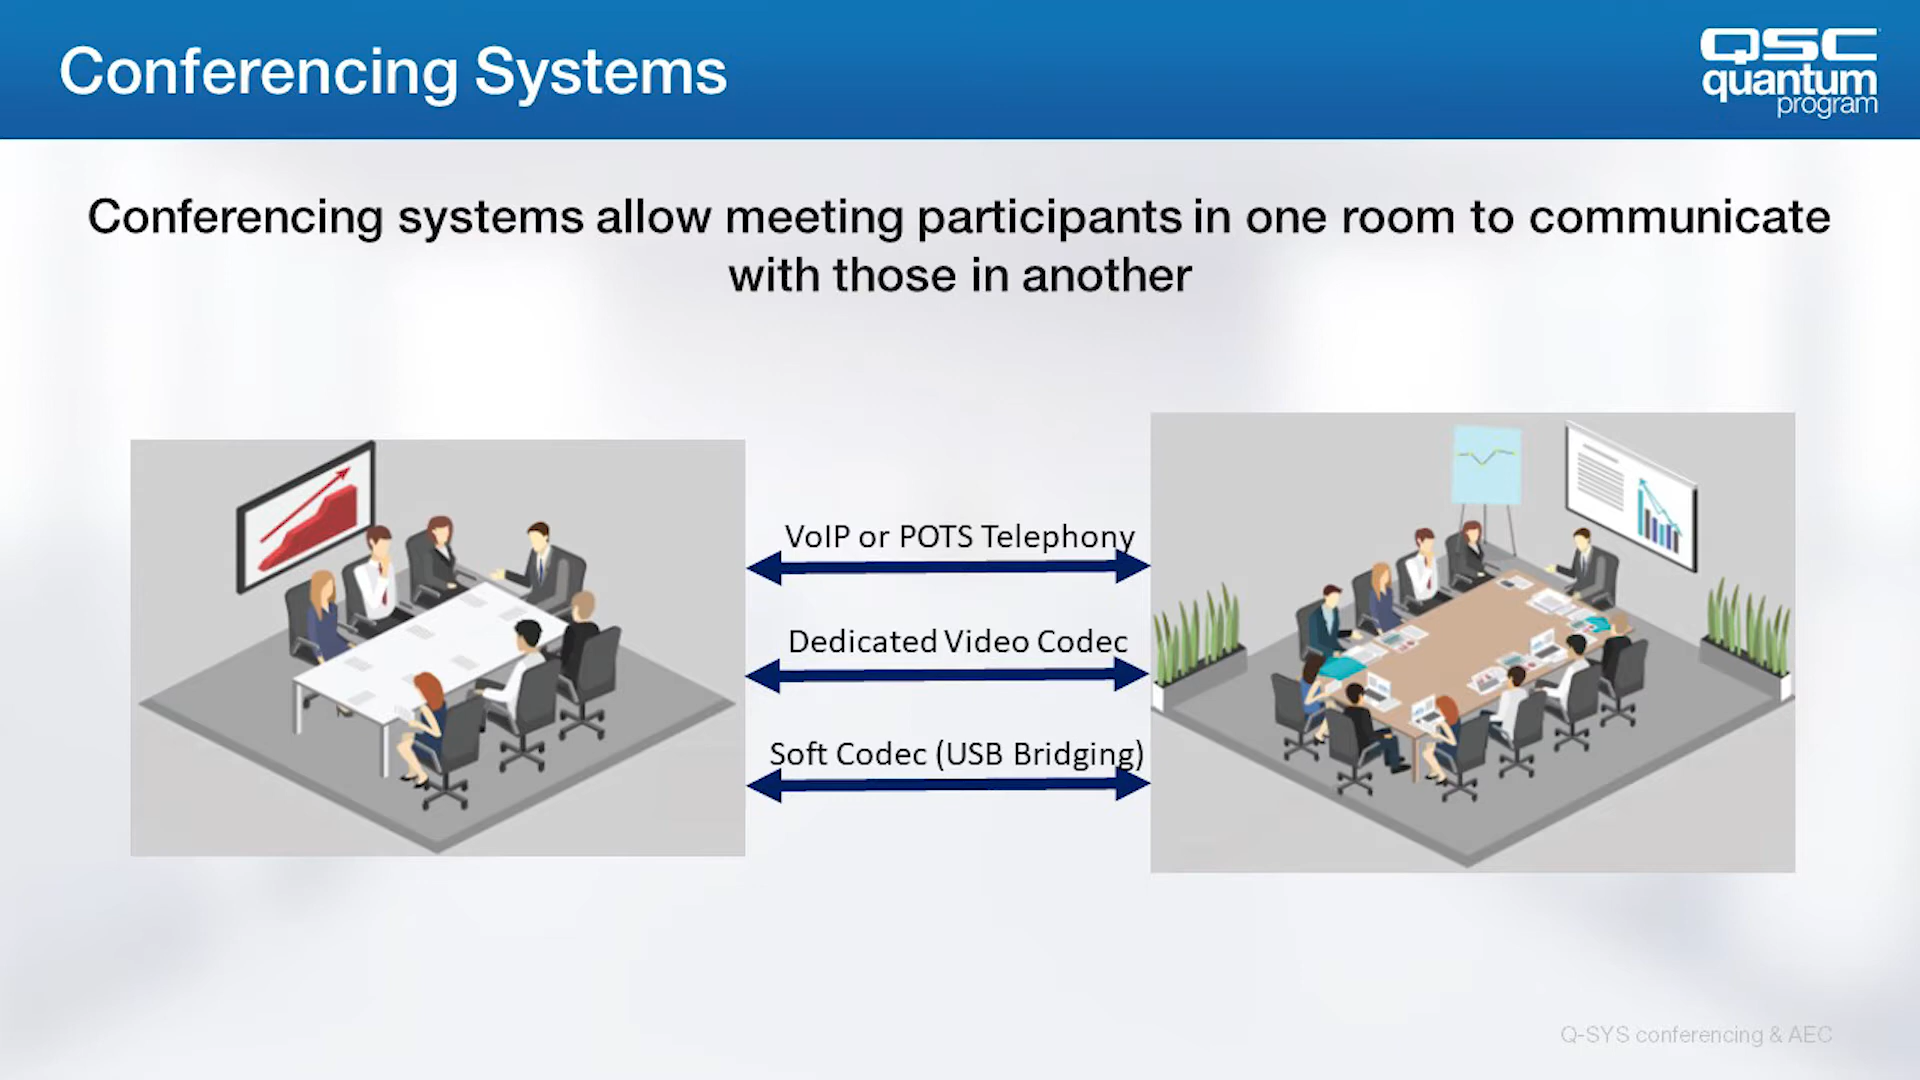 Conferencing Systems
QSC
quantum
program
Conferencing systems allow meeting participants in one room to communicate
with those in another
VoIP or POTS Telephony
Dedicated Video Codec
Soft Codec (USB Bridging)
Q-SYS conferencing & AEC